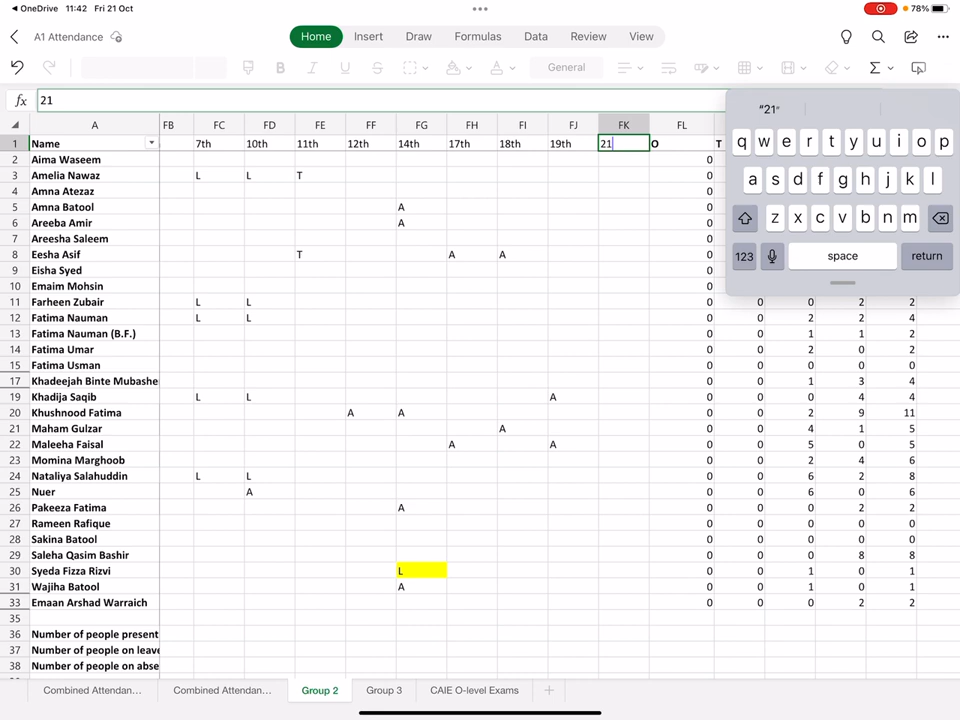 OneDrive 11:42 Fri 21 Oct 78%
A1 Attendance Home Insert Draw Formulas Data Review View
B I U S General Σ
fx 21
A FB FC FD FE FF FG FH FI FJ FK FL
1 Name 7th 10th 11th 12th 14th 17th 18th 19th 21 O T
2 Aima Waseem 0
3 Amelia Nawaz L L T 0
4 Amna Atezaz 0
5 Amna Batool A 0
6 Areeba Amir A 0
7 Areesha Saleem 0
8 Eesha Asif T A A 0
9 Eisha Syed 0
10 Emaim Mohsin 0
11 Farheen Zubair L L 0 0 0 2 2
12 Fatima Nauman L L 0 0 2 2 4
13 Fatima Nauman (B.F.) 0 0 1 1 2
14 Fatima Umar 0 0 2 0 2
15 Fatima Usman 0 0 0 0 0
17 Khadeejah Binte Mubashe 0 0 1 3 4
19 Khadija Saqib L L A 0 0 0 4 4
20 Khushnood Fatima A A 0 0 2 9 11
21 Maham Gulzar A 0 0 4 1 5
22 Maleeha Faisal A A 0 0 5 0 5
23 Momina Marghoob 0 0 2 4 6
24 Nataliya Salahuddin L L 0 0 6 2 8
25 Nuer A 0 0 6 0 6
26 Pakeeza Fatima A 0 0 0 2 2
27 Rameen Rafique 0 0 0 0 0
28 Sakina Batool 0 0 0 0 0
29 Saleha Qasim Bashir 0 0 0 8 8
30 Syeda Fizza Rizvi L 0 0 1 0 1
31 Wajiha Batool A 0 0 1 0 1
33 Emaan Arshad Warraich 0 0 0 2 2
35
36 Number of people present
37 Number of people on leave
38 Number of people on abse
Combined Attendan... Combined Attendan... Group 2 Group 3 CAIE O-level Exams
"21"
q w e r t y u i o p
a s d f g h j k l
z x c v b n m
123 space return